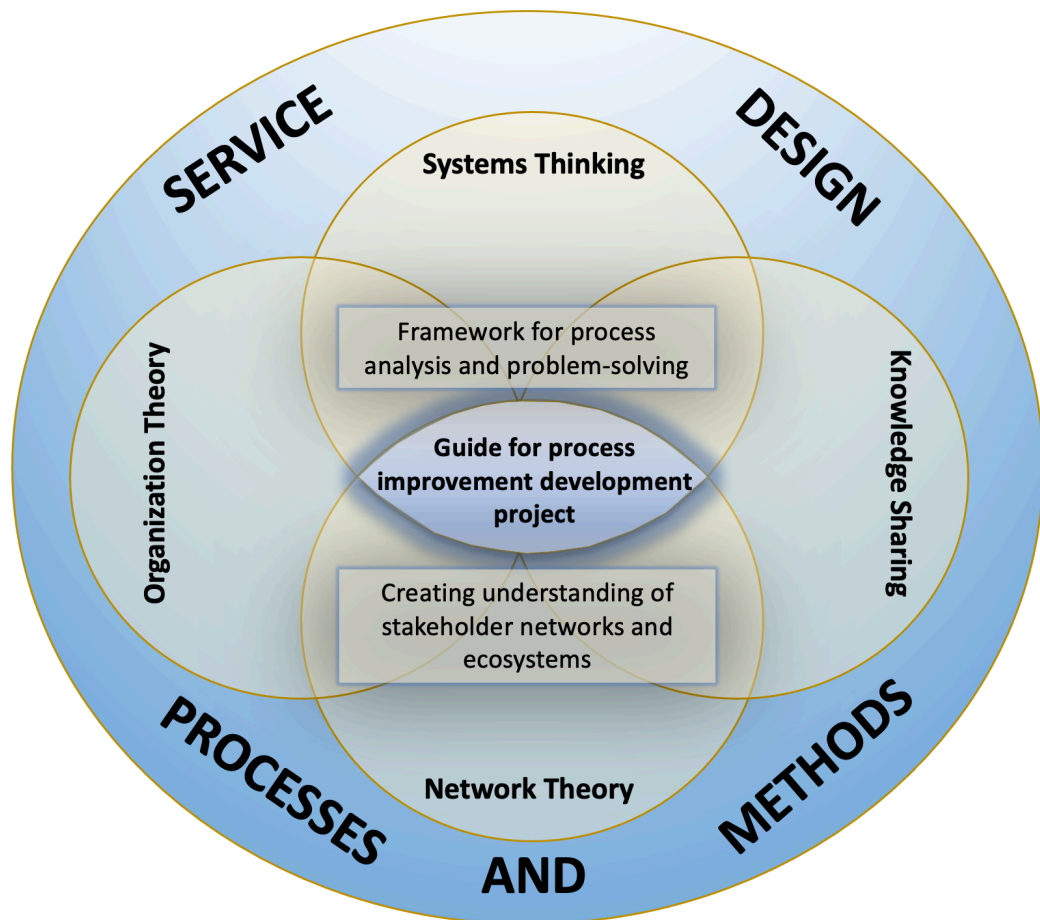 SERVICE
DESIGN
PROCESSES
AND
METHODS
Systems Thinking
Organization Theory
Knowledge Sharing
Framework for process
analysis and problem-solving
Guide for process
improvement development
project
Creating understanding of
stakeholder networks and
ecosystems
Network Theory